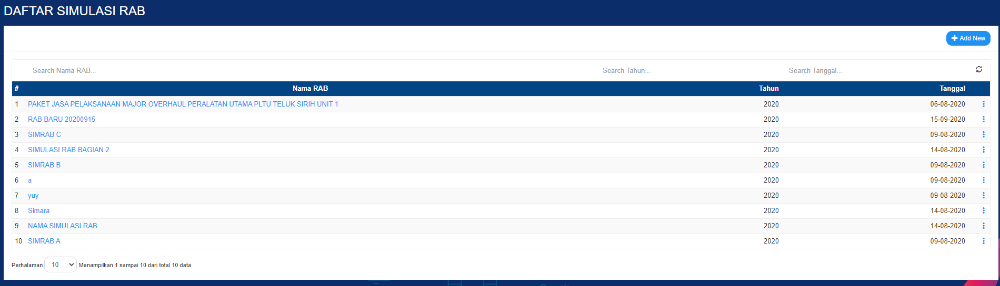 DAFTAR SIMULASI RAB
Add New
Search Nama RAB... Search Tahun... Search Tanggal...
# Nama RAB Tahun Tanggal
1 PAKET JASA PELAKSANAAN MAJOR OVERHAUL PERALATAN UTAMA PLTU TELUK SIRIH UNIT 1 2020 06-08-2020
2 RAB BARU 20200915 2020 15-09-2020
3 SIMRAB C 2020 09-08-2020
4 SIMULASI RAB BAGIAN 2 2020 14-08-2020
5 SIMRAB B 2020 09-08-2020
6 a 2020 09-08-2020
7 yuy 2020 09-08-2020
8 Simara 2020 14-08-2020
9 NAMA SIMULASI RAB 2020 14-08-2020
10 SIMRAB A 2020 09-08-2020
Perhalaman 10 Menampilkan 1 sampai 10 dari total 10 data